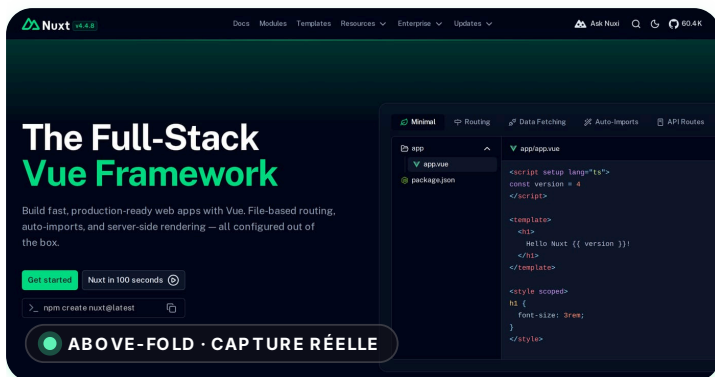 Nuxt v4.4.8 Docs Modules Templates Resources Enterprise Updates Ask Nuxi 60.4K
The Full-Stack
Vue Framework
Build fast, production-ready web apps with Vue. File-based routing,
auto-imports, and server-side rendering — all configured out of
the box.
Get started Nuxt in 100 seconds
>_ npm create nuxt@latest
Minimal Routing Data Fetching Auto-Imports API Routes
app
app.vue
package.json
app/app.vue
<script setup lang="ts">
const version = 4
</script>
<template>
<h1>
Hello Nuxt {{ version }}!
</h1>
</template>
<style scoped>
h1 {
font-size: 3rem;
}
</style>
ABOVE-FOLD · CAPTURE RÉELLE